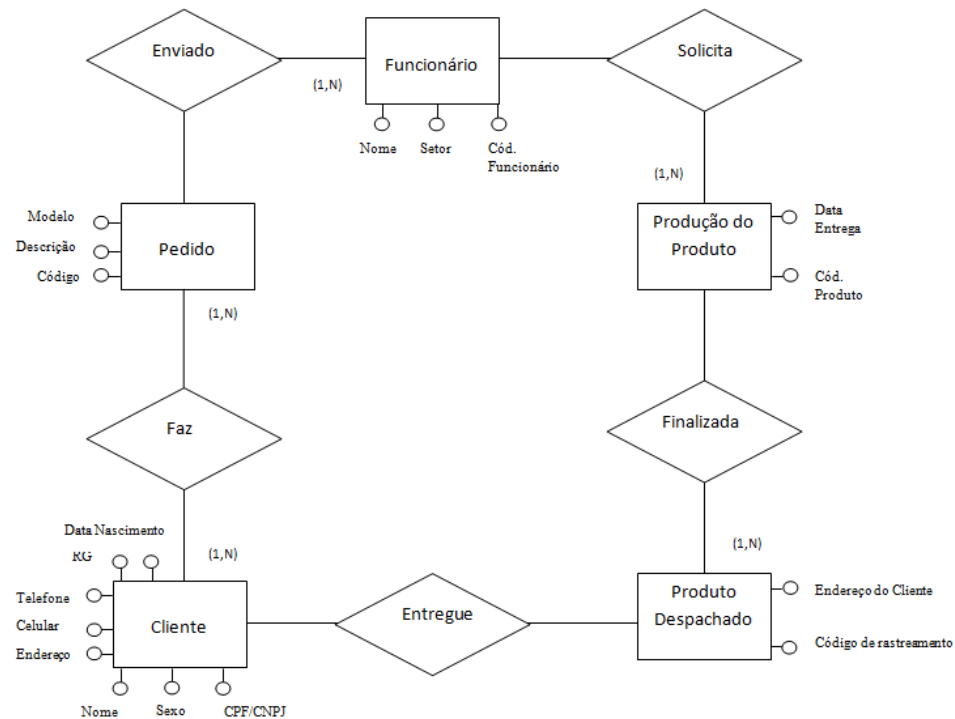 Enviado
Funcionário
Solicita
(1,N)
Nome
Setor
Cód.
Funcionário
(1,N)
Modelo
Descrição
Código
Pedido
Produção do
Produto
Data
Entrega
Cód.
Produto
(1,N)
Faz
Finalizada
Data Nascimento
RG
(1,N)
(1,N)
Telefone
Celular
Endereço
Cliente
Entregue
Produto
Despachado
Endereço do Cliente
Código de rastreamento
Nome
Sexo
CPF/CNPJ